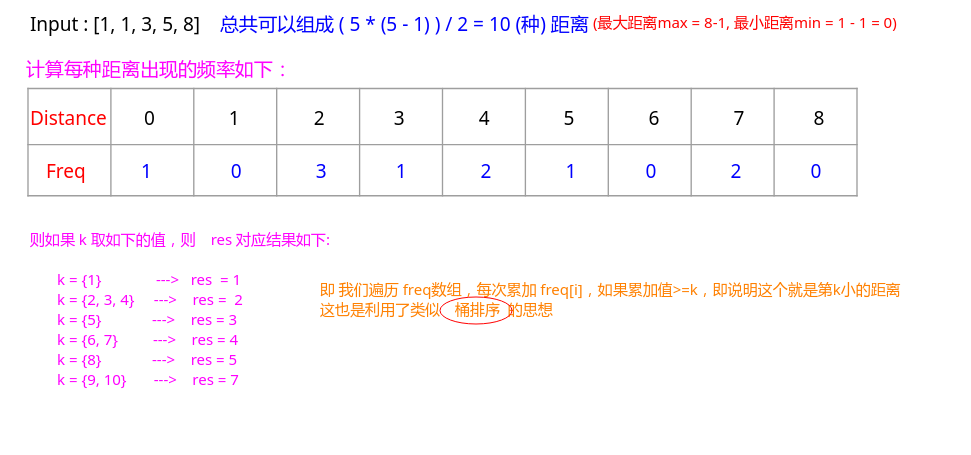 Input : [1, 1, 3, 5, 8] 总共可以组成 ( 5 * (5 - 1) ) / 2 = 10 (种) 距离 (最大距离max = 8-1, 最小距离min = 1 - 1 = 0)
计算每种距离出现的频率如下：
Distance 0 1 2 3 4 5 6 7 8
Freq 1 0 3 1 2 1 0 2 0
则如果 k 取如下的值，则 res 对应结果如下:
k = {1} ---> res = 1
k = {2, 3, 4} ---> res = 2
k = {5} ---> res = 3
k = {6, 7} ---> res = 4
k = {8} ---> res = 5
k = {9, 10} ---> res = 7
即 我们遍历 freq数组，每次累加 freq[i]，如果累加值>=k，即说明这个就是第k小的距离
这也是利用了类似 桶排序 的思想